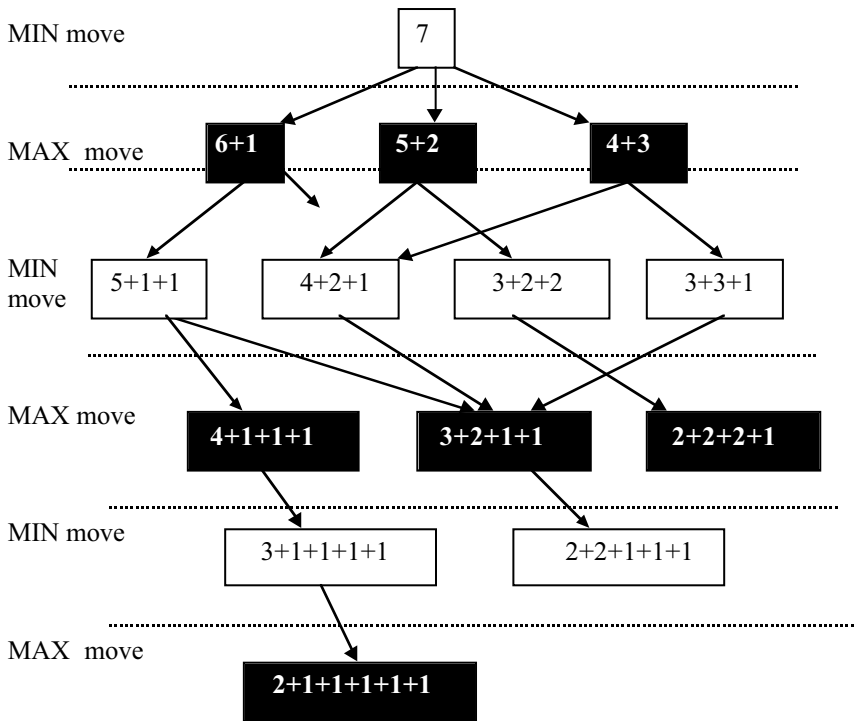 MIN move
7
MAX move
6+1
5+2
4+3
MIN
move
5+1+1
4+2+1
3+2+2
3+3+1
MAX move
4+1+1+1
3+2+1+1
2+2+2+1
MIN move
3+1+1+1+1
2+2+1+1+1
MAX move
2+1+1+1+1+1